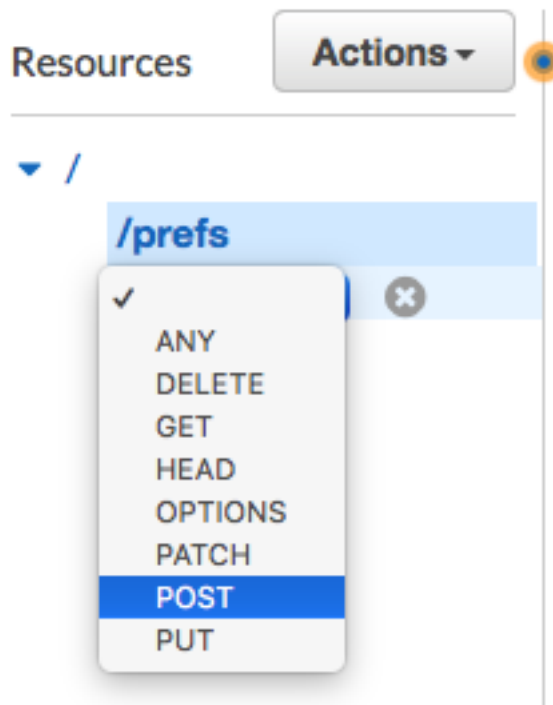 Resources Actions
/
/prefs
ANY
DELETE
GET
HEAD
OPTIONS
PATCH
POST
PUT